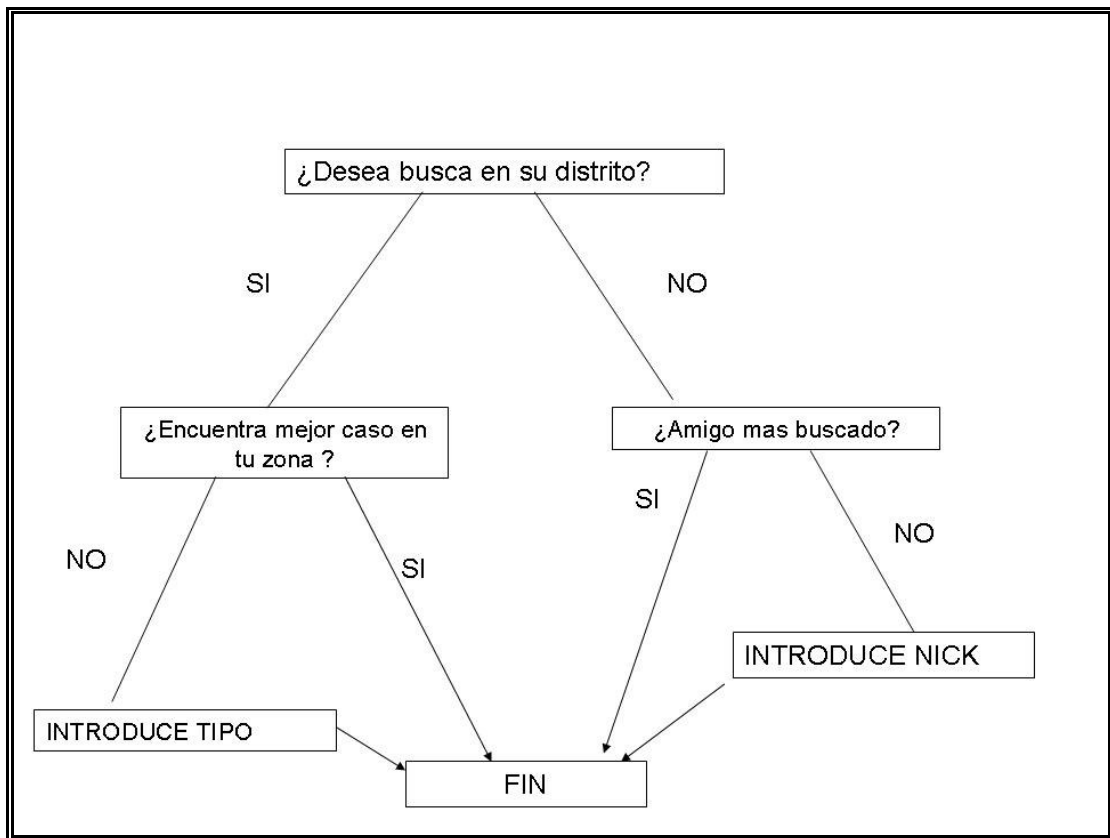 ¿Desea busca en su distrito?
SI
NO
¿Encuentra mejor caso en
tu zona ?
¿Amigo mas buscado?
SI
NO
NO
SI
INTRODUCE NICK
INTRODUCE TIPO
FIN